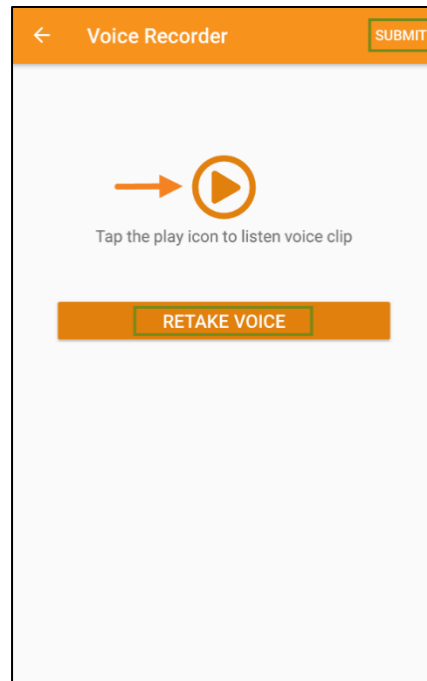 Voice Recorder
SUBMIT
Tap the play icon to listen voice clip
RETAKE VOICE